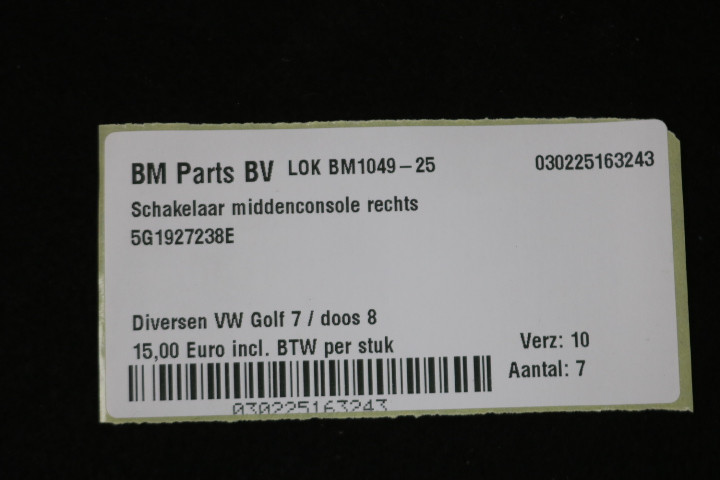 BM Parts BV LOK BM1049-25 030225163243
Schakelaar middenconsole rechts
5G1927238E
Diversen VW Golf 7 / doos 8
15,00 Euro incl. BTW per stuk
Verz: 10
Aantal: 7
030225163243